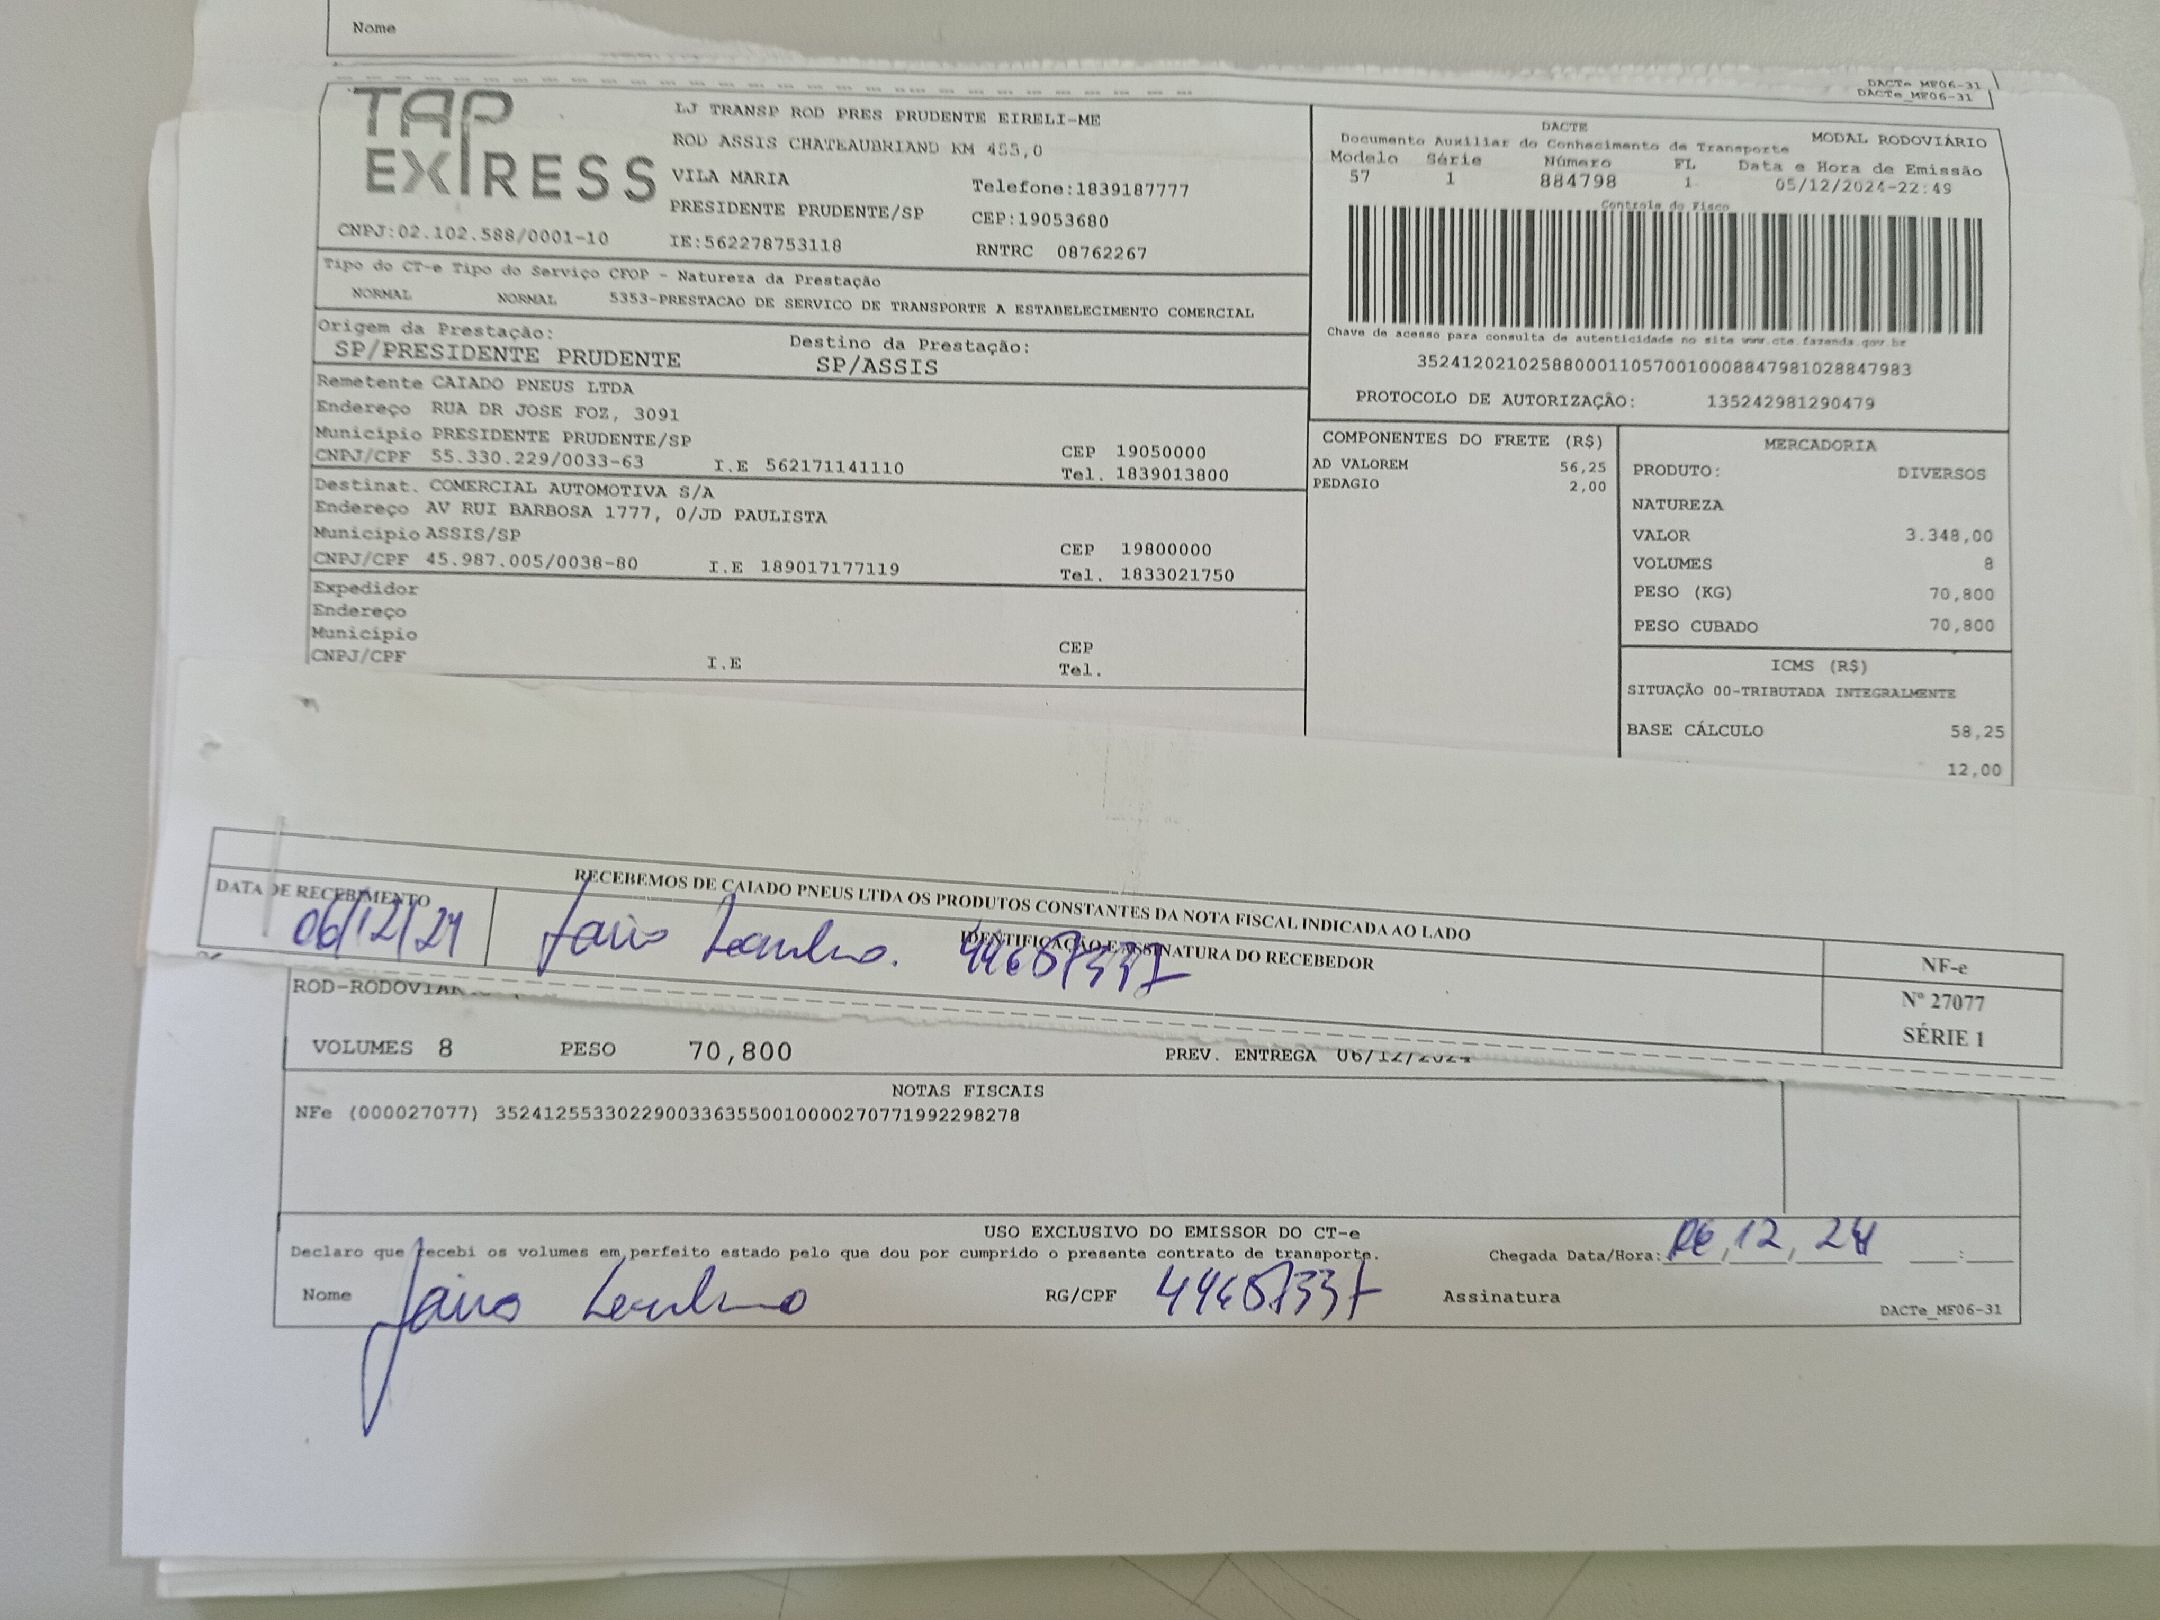 Nome
DACTe_MF06-31
DACTe_MF06-31
TAP EXPRESS
LJ TRANSP ROD PRES PRUDENTE EIRELI-ME
ROD ASSIS CHATEAUBRIAND KM 455,0
VILA MARIA Telefone:1839187777
PRESIDENTE PRUDENTE/SP CEP:19053680
CNPJ:02.102.588/0001-10 IE:562278753118 RNTRC 08762267
DACTE MODAL RODOVIÁRIO
Documento Auxiliar do Conhecimento de Transporte
Modelo Série Número FL Data e Hora de Emissão
57 1 884798 1 05/12/2024-22:49
Controle do Fisco
Chave de acesso para consulta de autenticidade no site www.cte.fazenda.gov.br
35241202102588000110570010008847981028847983
PROTOCOLO DE AUTORIZAÇÃO: 135242981290479
Tipo do CT-e Tipo do Serviço CFOP - Natureza da Prestação
NORMAL NORMAL 5353-PRESTACAO DE SERVICO DE TRANSPORTE A ESTABELECIMENTO COMERCIAL
Origem da Prestação: Destino da Prestação:
SP/PRESIDENTE PRUDENTE SP/ASSIS
Remetente CAIADO PNEUS LTDA
Endereço RUA DR JOSE FOZ, 3091
Município PRESIDENTE PRUDENTE/SP CEP 19050000
CNPJ/CPF 55.330.229/0033-63 I.E 562171141110 Tel. 1839013800
Destinat. COMERCIAL AUTOMOTIVA S/A
Endereço AV RUI BARBOSA 1777, 0/JD PAULISTA
Município ASSIS/SP CEP 19800000
CNPJ/CPF 45.987.005/0038-80 I.E 189017177119 Tel. 1833021750
Expedidor
Endereço
Município CEP
CNPJ/CPF I.E Tel.
COMPONENTES DO FRETE (R$)
AD VALOREM 56,25
PEDAGIO 2,00
MERCADORIA
PRODUTO: DIVERSOS
NATUREZA
VALOR 3.348,00
VOLUMES 8
PESO (KG) 70,800
PESO CUBADO 70,800
ICMS (R$)
SITUAÇÃO 00-TRIBUTADA INTEGRALMENTE
BASE CÁLCULO 58,25
12,00
RECEBEMOS DE CAIADO PNEUS LTDA OS PRODUTOS CONSTANTES DA NOTA FISCAL INDICADA AO LADO
DATA DE RECEBIMENTO IDENTIFICAÇÃO E ASSINATURA DO RECEBEDOR
06/12/24
NF-e
Nº 27077
SÉRIE 1
VOLUMES 8 PESO 70,800 PREV. ENTREGA 06/12/2024
NOTAS FISCAIS
NFe (000027077) 35241255330229003363550010000270771992298278
USO EXCLUSIVO DO EMISSOR DO CT-e
Declaro que recebi os volumes em perfeito estado pelo que dou por cumprido o presente contrato de transporte. Chegada Data/Hora: 06 12 24
Nome RG/CPF Assinatura
DACTe_MF06-31